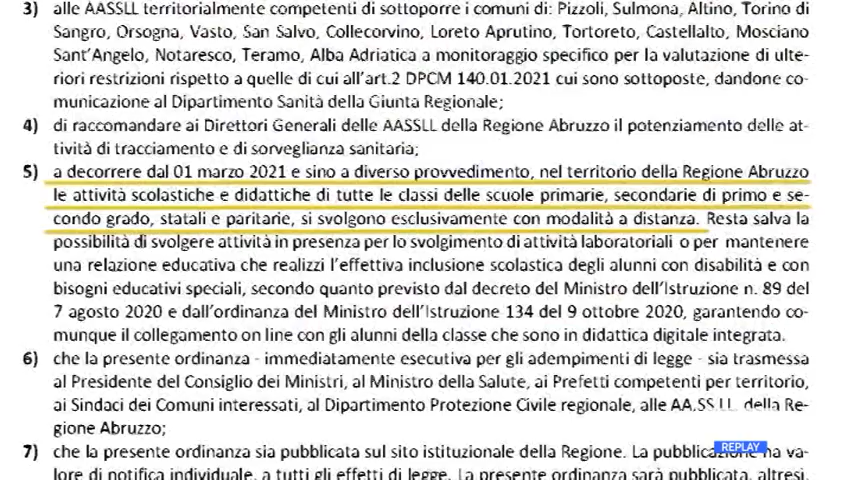 3) alle AASSLL territorialmente competenti di sottoporre i comuni di: Pizzoli, Sulmona, Altino, Torino di
Sangro, Orsogna, Vasto, San Salvo, Collecorvino, Loreto Aprutino, Tortoreto, Castellalto, Mosciano
Sant'Angelo, Notaresco, Teramo, Alba Adriatica a monitoraggio specifico per la valutazione di ulte-
riori restrizioni rispetto a quelle di cui all'art.2 DPCM 140.01.2021 cui sono sottoposte, dandone co-
municazione al Dipartimento Sanità della Giunta Regionale;
4) di raccomandare ai Direttori Generali delle AASSLL della Regione Abruzzo il potenziamento delle at-
tività di tracciamento e di sorveglianza sanitaria;
5) a decorrere dal 01 marzo 2021 e sino a diverso provvedimento, nel territorio della Regione Abruzzo
le attività scolastiche e didattiche di tutte le classi delle scuole primarie, secondarie di primo e se-
condo grado, statali e paritarie, si svolgono esclusivamente con modalità a distanza. Resta salva la
possibilità di svolgere attività in presenza per lo svolgimento di attività laboratoriali o per mantenere
una relazione educativa che realizzi l'effettiva inclusione scolastica degli alunni con disabilità e con
bisogni educativi speciali, secondo quanto previsto dal decreto del Ministro dell'Istruzione n. 89 del
7 agosto 2020 e dall'ordinanza del Ministro dell'Istruzione 134 del 9 ottobre 2020, garantendo co-
munque il collegamento on line con gli alunni della classe che sono in didattica digitale integrata.
6) che la presente ordinanza - immediatamente esecutiva per gli adempimenti di legge - sia trasmessa
al Presidente del Consiglio dei Ministri, al Ministro della Salute, ai Prefetti competenti per territorio,
ai Sindaci dei Comuni interessati, al Dipartimento Protezione Civile regionale, alle AA.SS.LL. della Re-
gione Abruzzo;
REPLAY
7) che la presente ordinanza sia pubblicata sul sito istituzionale della Regione. La pubblicazione ha va-
lore di notifica individuale, a tutti gli effetti di legge. La presente ordinanza sarà pubblicata, altresì,